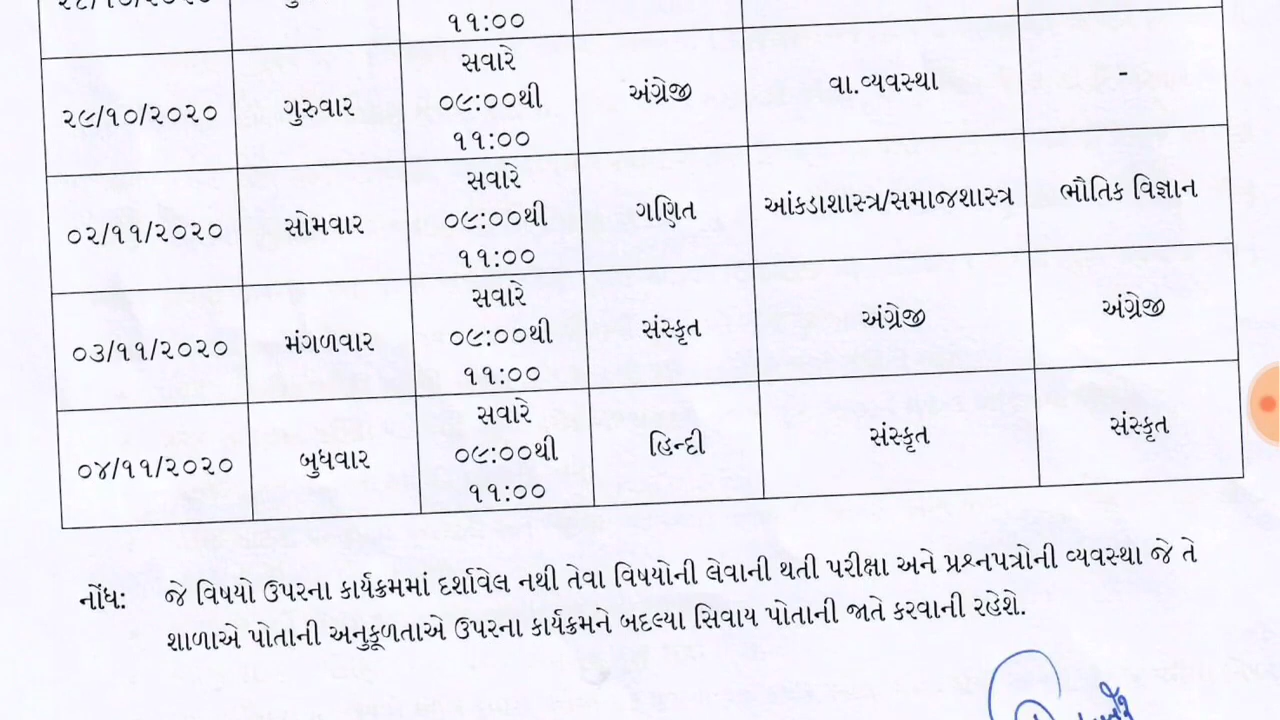 ૧૧:૦૦
૨૯/૧૦/૨૦૨૦ ગુરુવાર સવારે ૦૯:૦૦થી ૧૧:૦૦ અંગ્રેજી વા.વ્યવસ્થા -
૦૨/૧૧/૨૦૨૦ સોમવાર સવારે ૦૯:૦૦થી ૧૧:૦૦ ગણિત આંકડાશાસ્ત્ર/સમાજશાસ્ત્ર ભૌતિક વિજ્ઞાન
૦૩/૧૧/૨૦૨૦ મંગળવાર સવારે ૦૯:૦૦થી ૧૧:૦૦ સંસ્કૃત અંગ્રેજી અંગ્રેજી
૦૪/૧૧/૨૦૨૦ બુધવાર સવારે ૦૯:૦૦થી ૧૧:૦૦ હિન્દી સંસ્કૃત સંસ્કૃત
નોંધ: જે વિષયો ઉપરના કાર્યક્રમમાં દર્શાવેલ નથી તેવા વિષયોની લેવાની થતી પરીક્ષા અને પ્રશ્નપત્રોની વ્યવસ્થા જે તે
શાળાએ પોતાની અનુકૂળતાએ ઉપરના કાર્યક્રમને બદલ્યા સિવાય પોતાની જાતે કરવાની રહેશે.